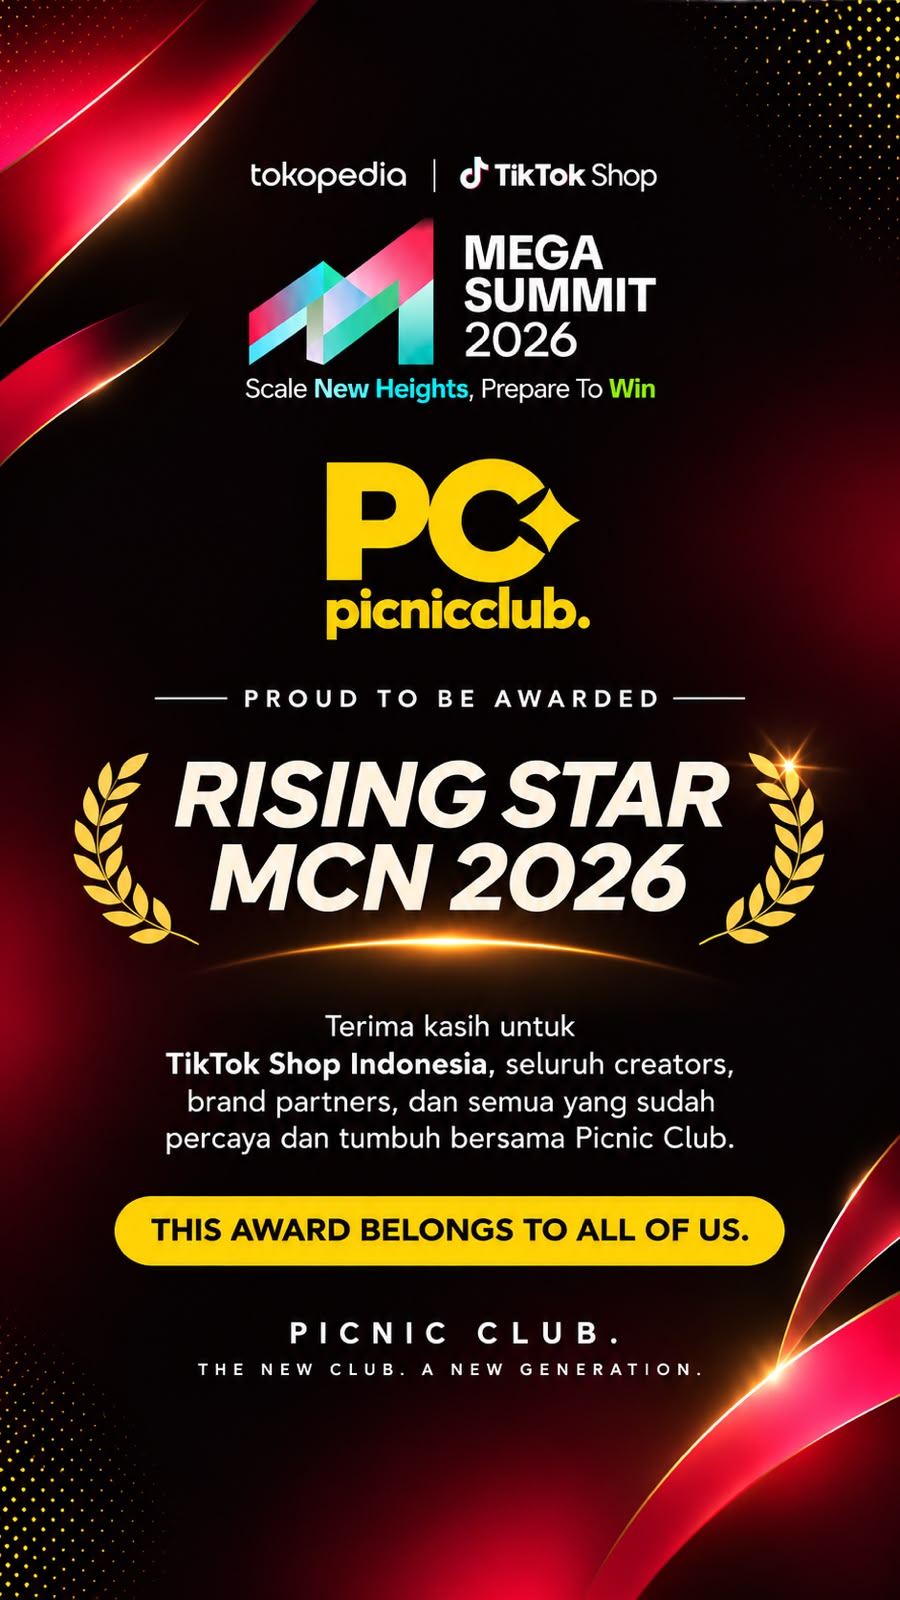 tokopedia | TikTok Shop
MEGA
SUMMIT
2026
Scale New Heights, Prepare To Win
PC
picnicclub.
PROUD TO BE AWARDED
RISING STAR
MCN 2026
Terima kasih untuk
TikTok Shop Indonesia, seluruh creators,
brand partners, dan semua yang sudah
percaya dan tumbuh bersama Picnic Club.
THIS AWARD BELONGS TO ALL OF US.
PICNIC CLUB.
THE NEW CLUB. A NEW GENERATION.